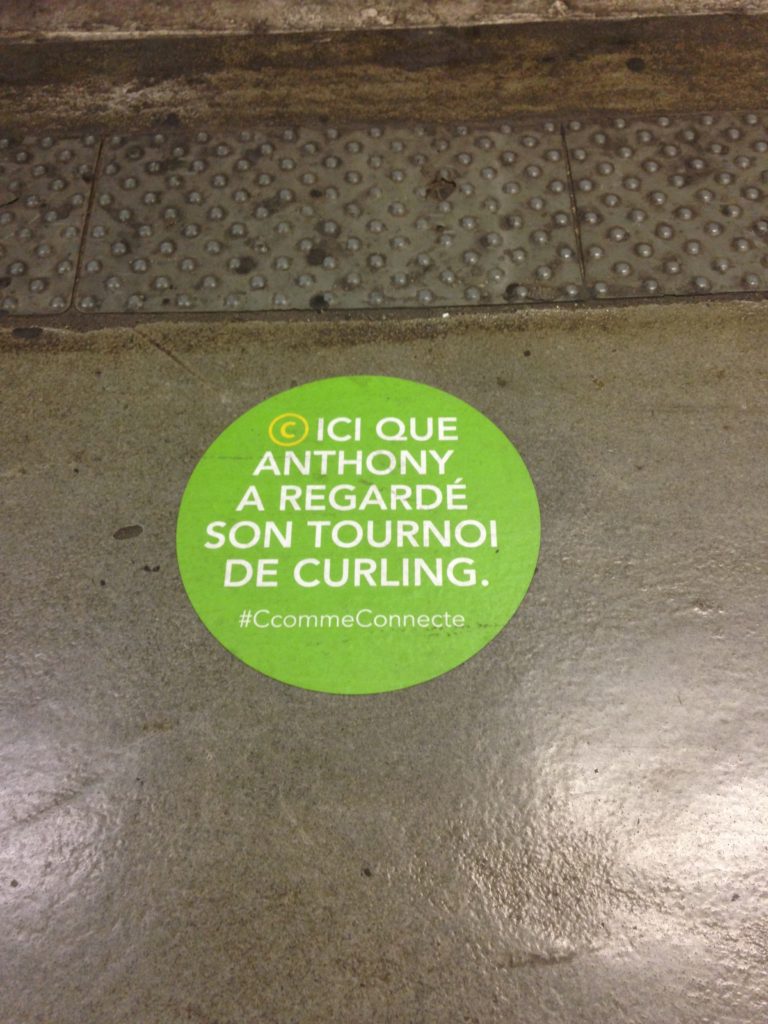 © ICI QUE
ANTHONY
A REGARDÉ
SON TOURNOI
DE CURLING.
#CcommeConnecte